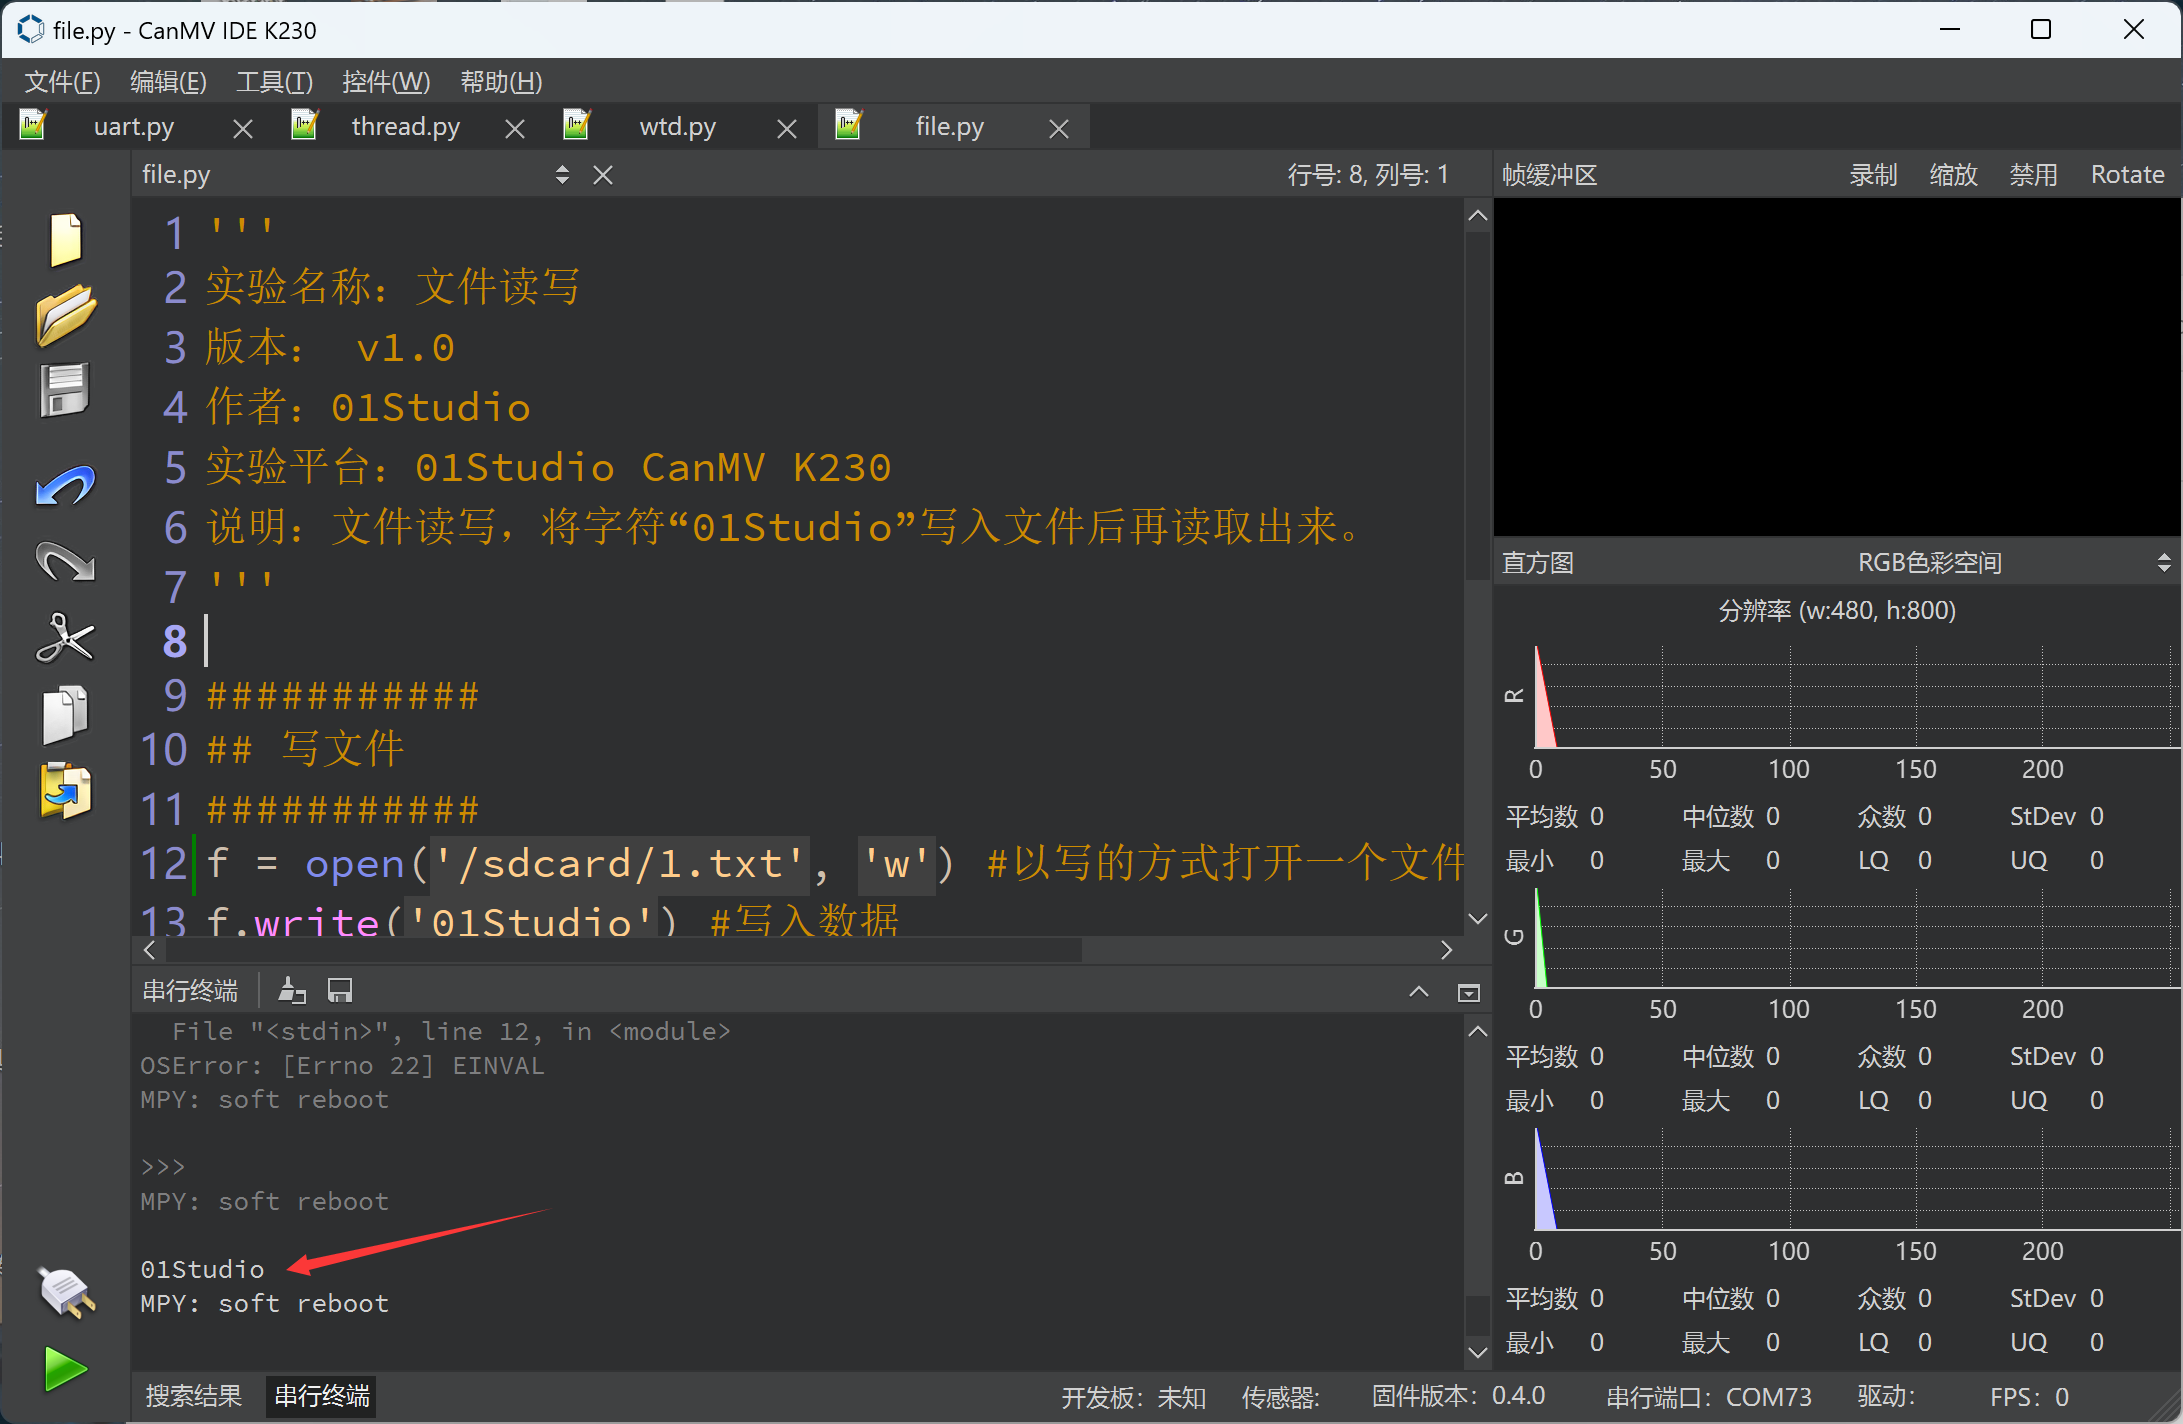 file.py - CanMV IDE K230
文件(F) 编辑(E) 工具(T) 控件(W) 帮助(H)
uart.py thread.py wtd.py file.py
file.py 行号: 8, 列号: 1
1 '''
2 实验名称：文件读写
3 版本： v1.0
4 作者：01Studio
5 实验平台：01Studio CanMV K230
6 说明：文件读写，将字符“01Studio”写入文件后再读取出来。
7 '''
8
9 ###########
10 ## 写文件
11 ###########
12 f = open('/sdcard/1.txt', 'w') #以写的方式打开一个文件
13 f.write('01Studio') #写入数据
串行终端
File "<stdin>", line 12, in <module>
OSError: [Errno 22] EINVAL
MPY: soft reboot
>>>
MPY: soft reboot
01Studio
MPY: soft reboot
帧缓冲区 录制 缩放 禁用 Rotate
直方图 RGB色彩空间
分辨率 (w:480, h:800)
R
0 50 100 150 200
平均数 0 中位数 0 众数 0 StDev 0
最小 0 最大 0 LQ 0 UQ 0
G
0 50 100 150 200
平均数 0 中位数 0 众数 0 StDev 0
最小 0 最大 0 LQ 0 UQ 0
B
0 50 100 150 200
平均数 0 中位数 0 众数 0 StDev 0
最小 0 最大 0 LQ 0 UQ 0
搜索结果 串行终端 开发板：未知 传感器: 固件版本：0.4.0 串行端口：COM73 驱动： FPS：0